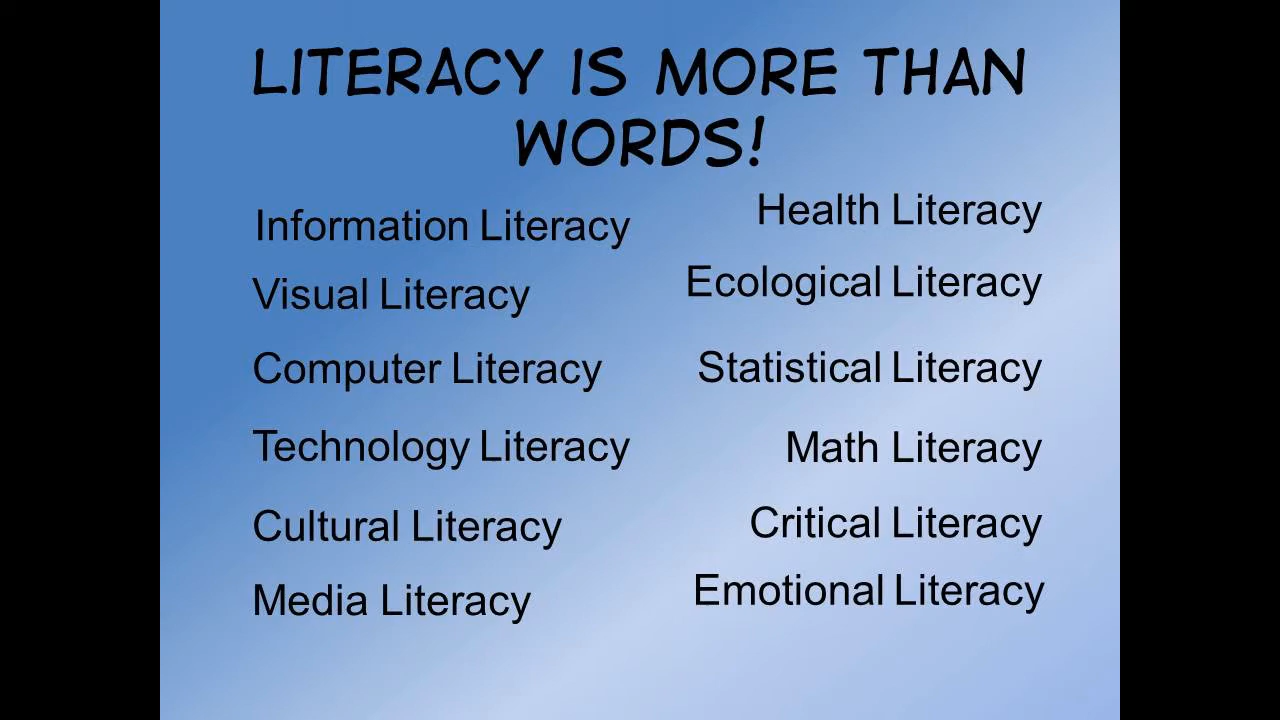 LITERACY IS MORE THAN
WORDS!
Information Literacy
Visual Literacy
Computer Literacy
Technology Literacy
Cultural Literacy
Media Literacy
Health Literacy
Ecological Literacy
Statistical Literacy
Math Literacy
Critical Literacy
Emotional Literacy